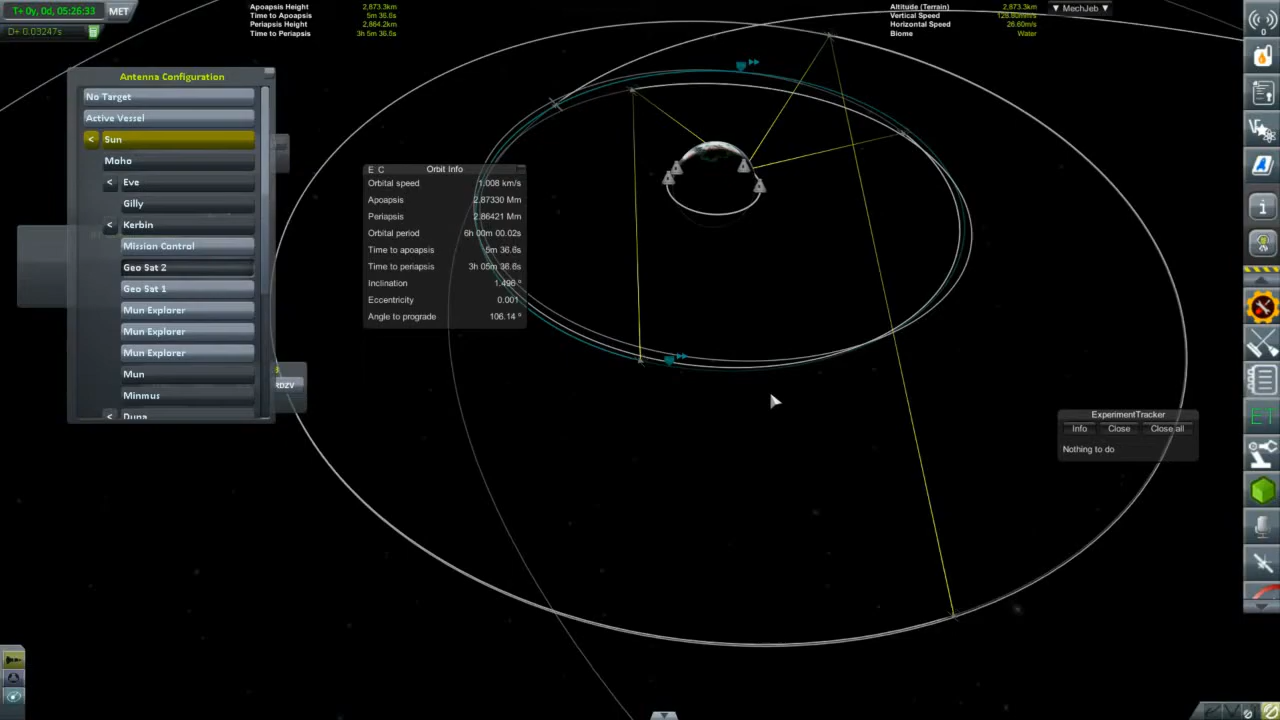 T+ 0y, 0d, 05:26:33 MET
D+ 0.03247s
Apoapsis Height 2,873.3km
Time to Apoapsis 5m 36.6s
Periapsis Height 2,864.2km
Time to Periapsis 3h 5m 36.6s
Altitude (Terrain) 2,873.3km
Vertical Speed
Horizontal Speed 26.60m/s
Biome Water
▼ MechJeb ▼
0
Antenna Configuration
No Target
Active Vessel
< Sun
Moho
< Eve
Gilly
< Kerbin
Mission Control
Geo Sat 2
Geo Sat 1
Mun Explorer
Mun Explorer
Mun Explorer
Mun
Minmus
< Duna
RDZV
E C Orbit Info
Orbital speed 1.008 km/s
Apoapsis 2.87330 Mm
Periapsis 2.86421 Mm
Orbital period 6h 00m 00.02s
Time to apoapsis 5m 36.6s
Time to periapsis 3h 05m 36.6s
Inclination 1.496 °
Eccentricity 0.001
Angle to prograde 106.14 °
ExperimentTracker
Info Close Close all
Nothing to do
ET